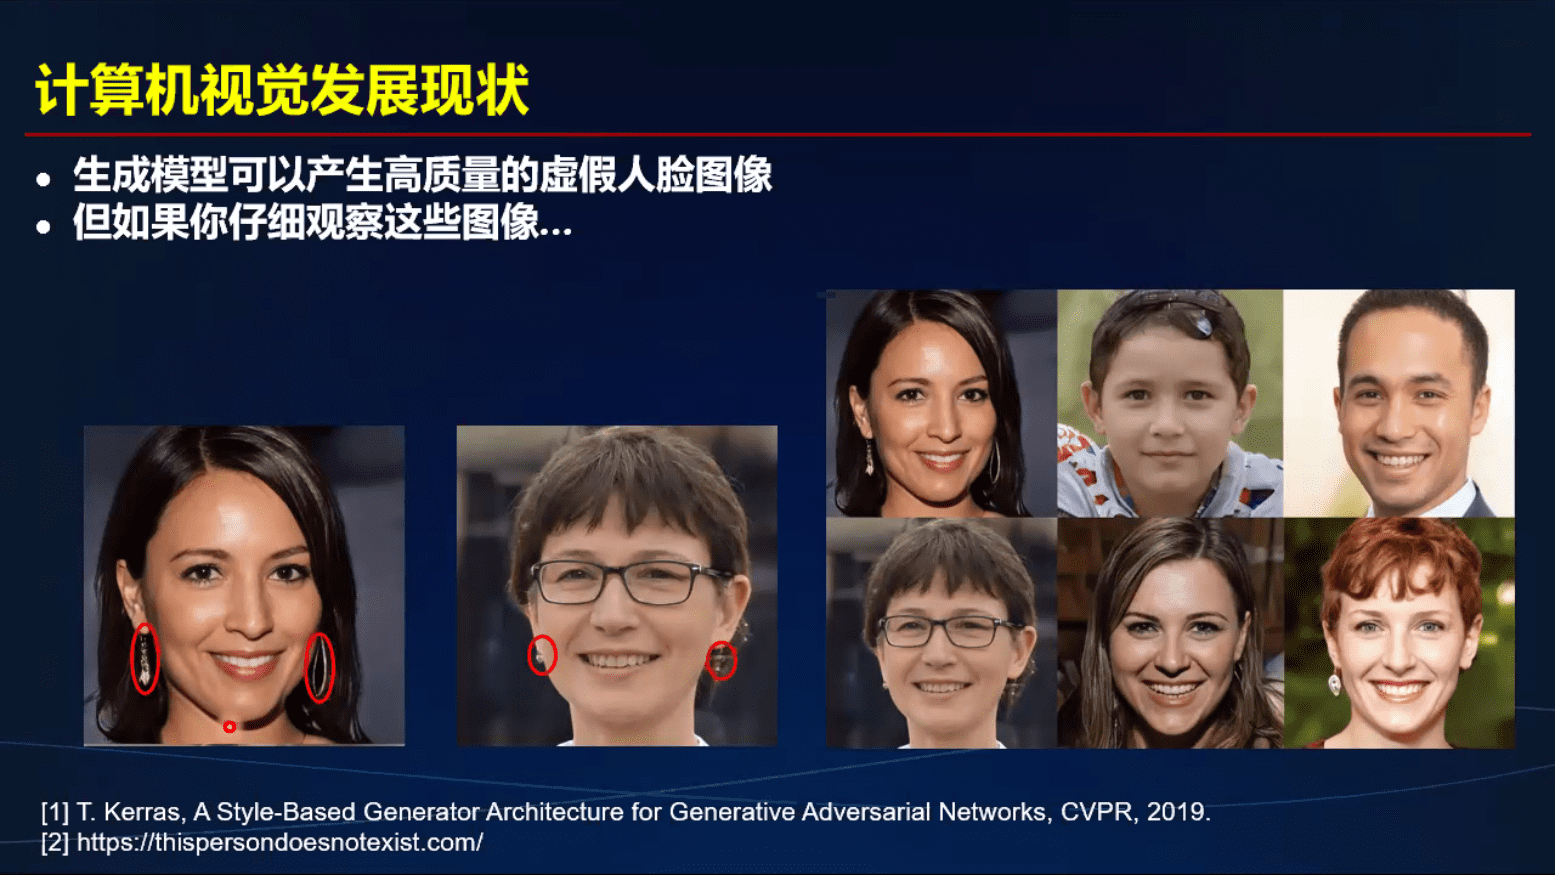 计算机视觉发展现状
• 生成模型可以产生高质量的虚假人脸图像
• 但如果你仔细观察这些图像...
[1] T. Kerras, A Style-Based Generator Architecture for Generative Adversarial Networks, CVPR, 2019.
[2] https://thispersondoesnotexist.com/